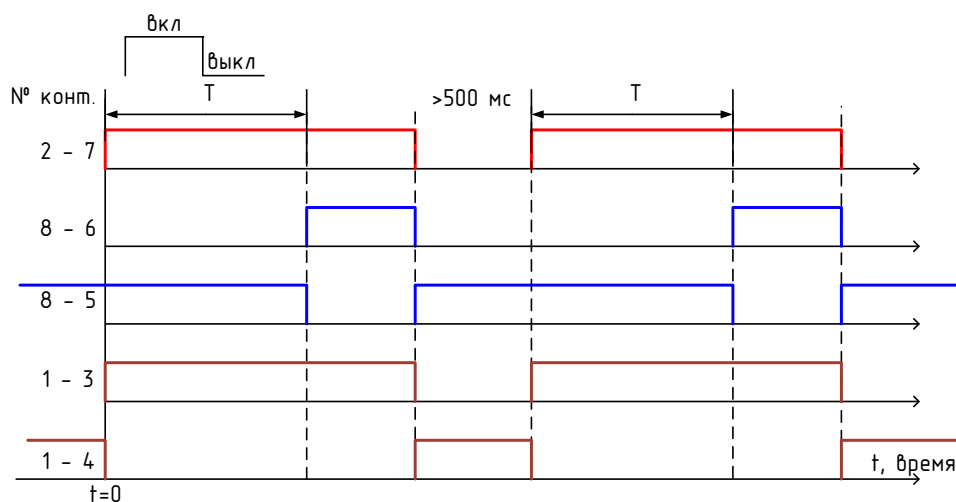 вкл
выкл
№ конт. T >500 мс T
2 – 7
8 – 6
8 – 5
1 – 3
1 – 4 t, время
t=0